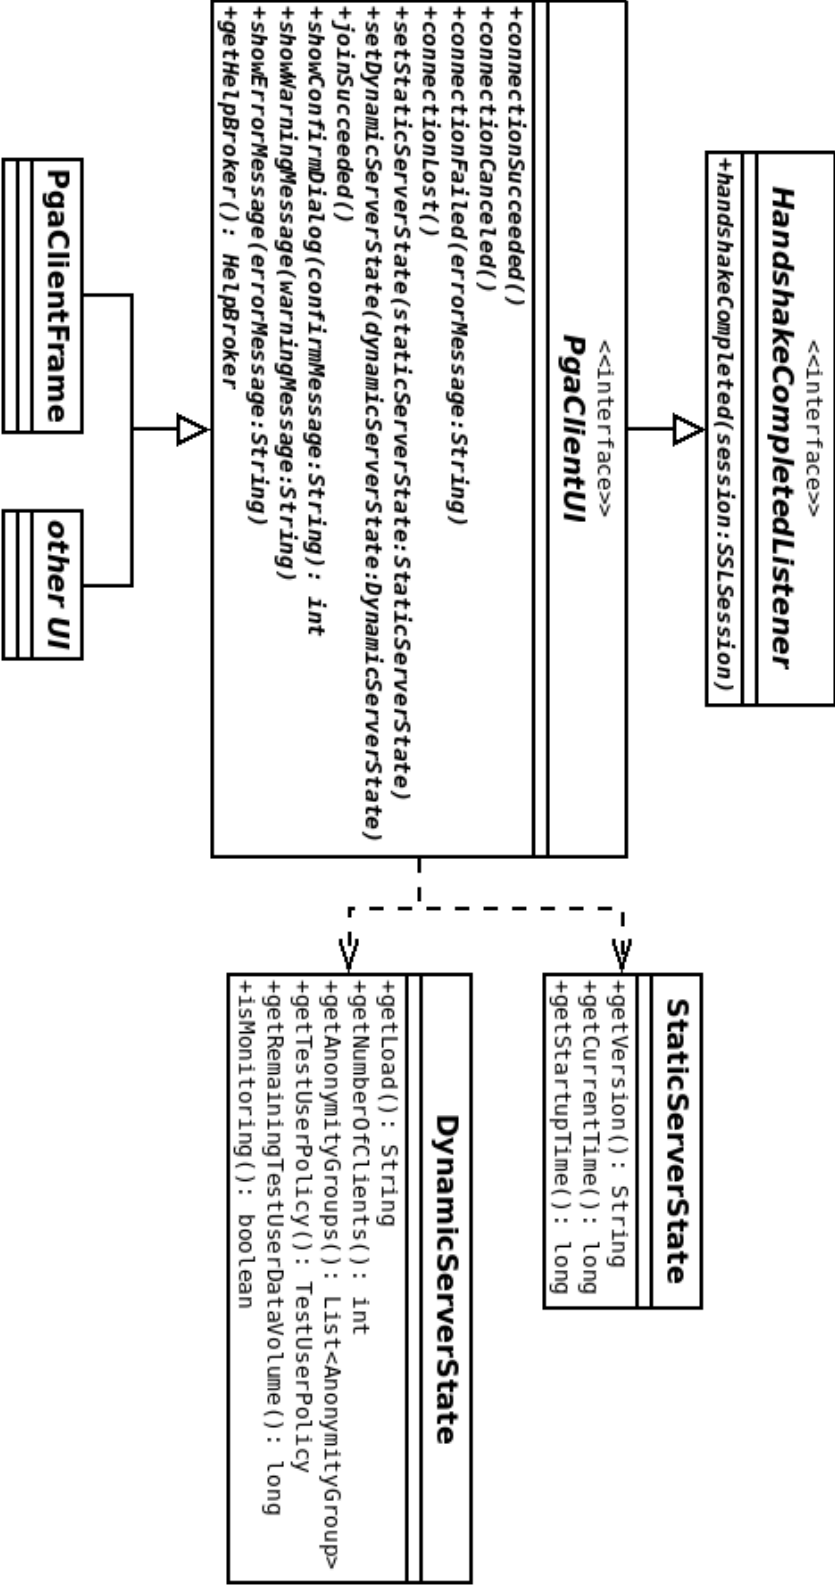 <<interface>>
HandshakeCompletedListener
+handshakeCompleted(session:SSLSession)
<<interface>>
PgaClientUI
+connectionSucceeded()
+connectionCanceled()
+connectionFailed(errorMessage:String)
+connectionLost()
+setStaticServerState(staticServerState:StaticServerState)
+setDynamicServerState(dynamicServerState:DynamicServerState)
+joinSucceeded()
+showConfirmDialog(confirmMessage:String): int
+showWarningMessage(warningMessage:String)
+showErrorMessage(errorMessage:String)
+getHelpBroker(): HelpBroker
StaticServerState
+getVersion(): String
+getCurrentTime(): long
+getStartupTime(): long
DynamicServerState
+getLoad(): String
+getNumberOfClients(): int
+getAnonymityGroups(): List<AnonymityGroup>
+getTestUserPolicy(): TestUserPolicy
+getRemainingTestUserDataVolume(): long
+isMonitoring(): boolean
PgaClientFrame
other UI